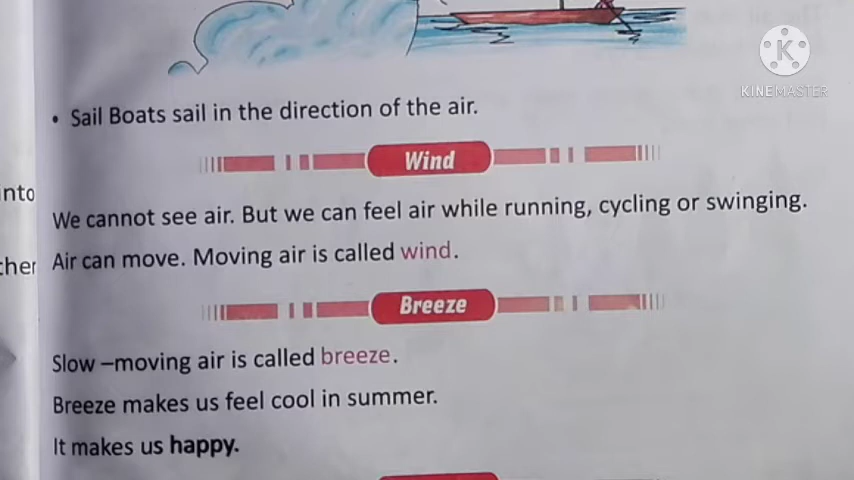 K
KINEMASTER
• Sail Boats sail in the direction of the air.
Wind
into
We cannot see air. But we can feel air while running, cycling or swinging.
Air can move. Moving air is called wind.
Breeze
Slow –moving air is called breeze.
Breeze makes us feel cool in summer.
It makes us happy.